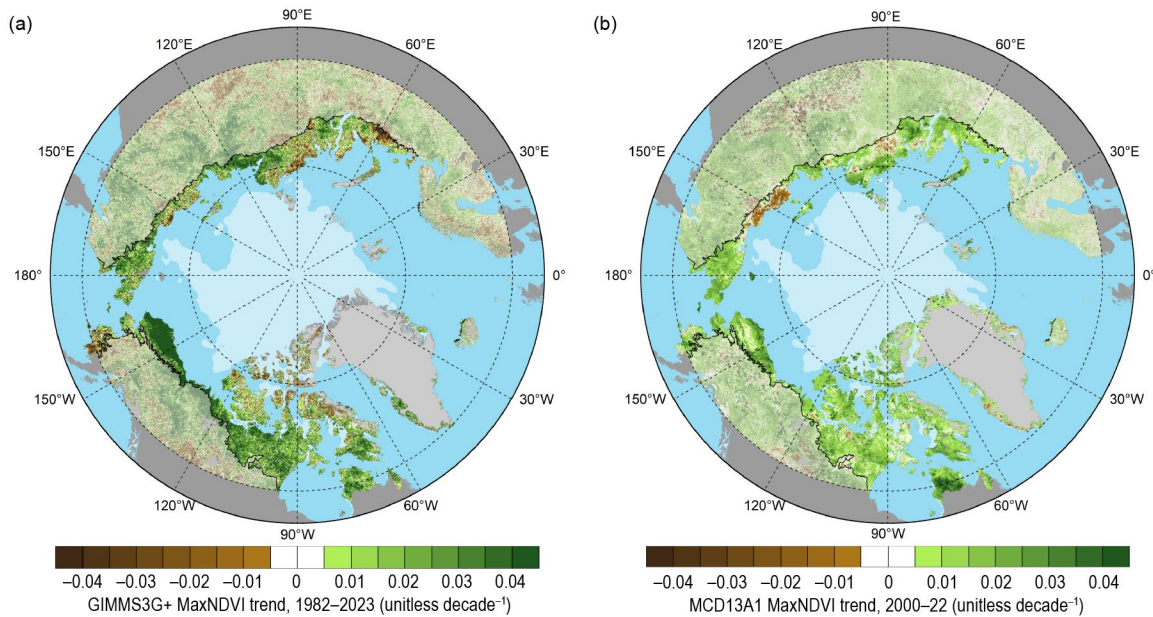 (a)
90°E
120°E
60°E
150°E
30°E
180°
0°
150°W
30°W
120°W
60°W
90°W
−0.04 −0.03 −0.02 −0.01 0 0.01 0.02 0.03 0.04
GIMMS3G+ MaxNDVI trend, 1982–2023 (unitless decade⁻¹)
(b)
90°E
120°E
60°E
150°E
30°E
180°
0°
150°W
30°W
120°W
60°W
90°W
−0.04 −0.03 −0.02 −0.01 0 0.01 0.02 0.03 0.04
MCD13A1 MaxNDVI trend, 2000–22 (unitless decade⁻¹)